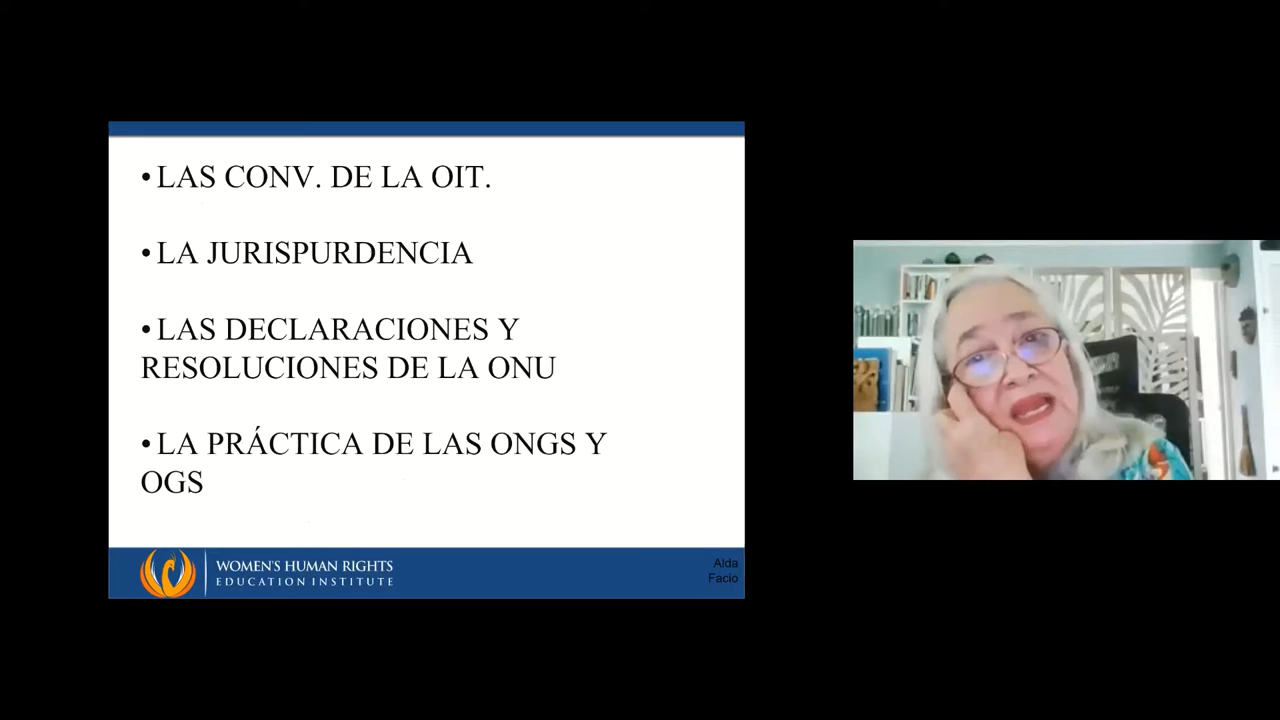 •LAS CONV. DE LA OIT.
•LA JURISPURDENCIA
•LAS DECLARACIONES Y
RESOLUCIONES DE LA ONU
•LA PRÁCTICA DE LAS ONGS Y
OGS
WOMEN'S HUMAN RIGHTS
EDUCATION INSTITUTE
Alda
Facio